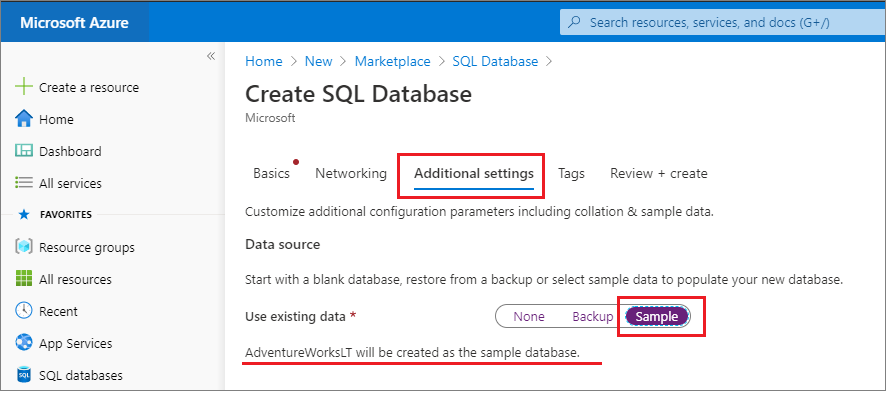 Microsoft Azure
Search resources, services, and docs (G+/)
«
Create a resource
Home
Dashboard
All services
FAVORITES
Resource groups
All resources
Recent
App Services
SQL databases
Home > New > Marketplace > SQL Database >
Create SQL Database
Microsoft
Basics Networking Additional settings Tags Review + create
Customize additional configuration parameters including collation & sample data.
Data source
Start with a blank database, restore from a backup or select sample data to populate your new database.
Use existing data * None Backup Sample
AdventureWorksLT will be created as the sample database.